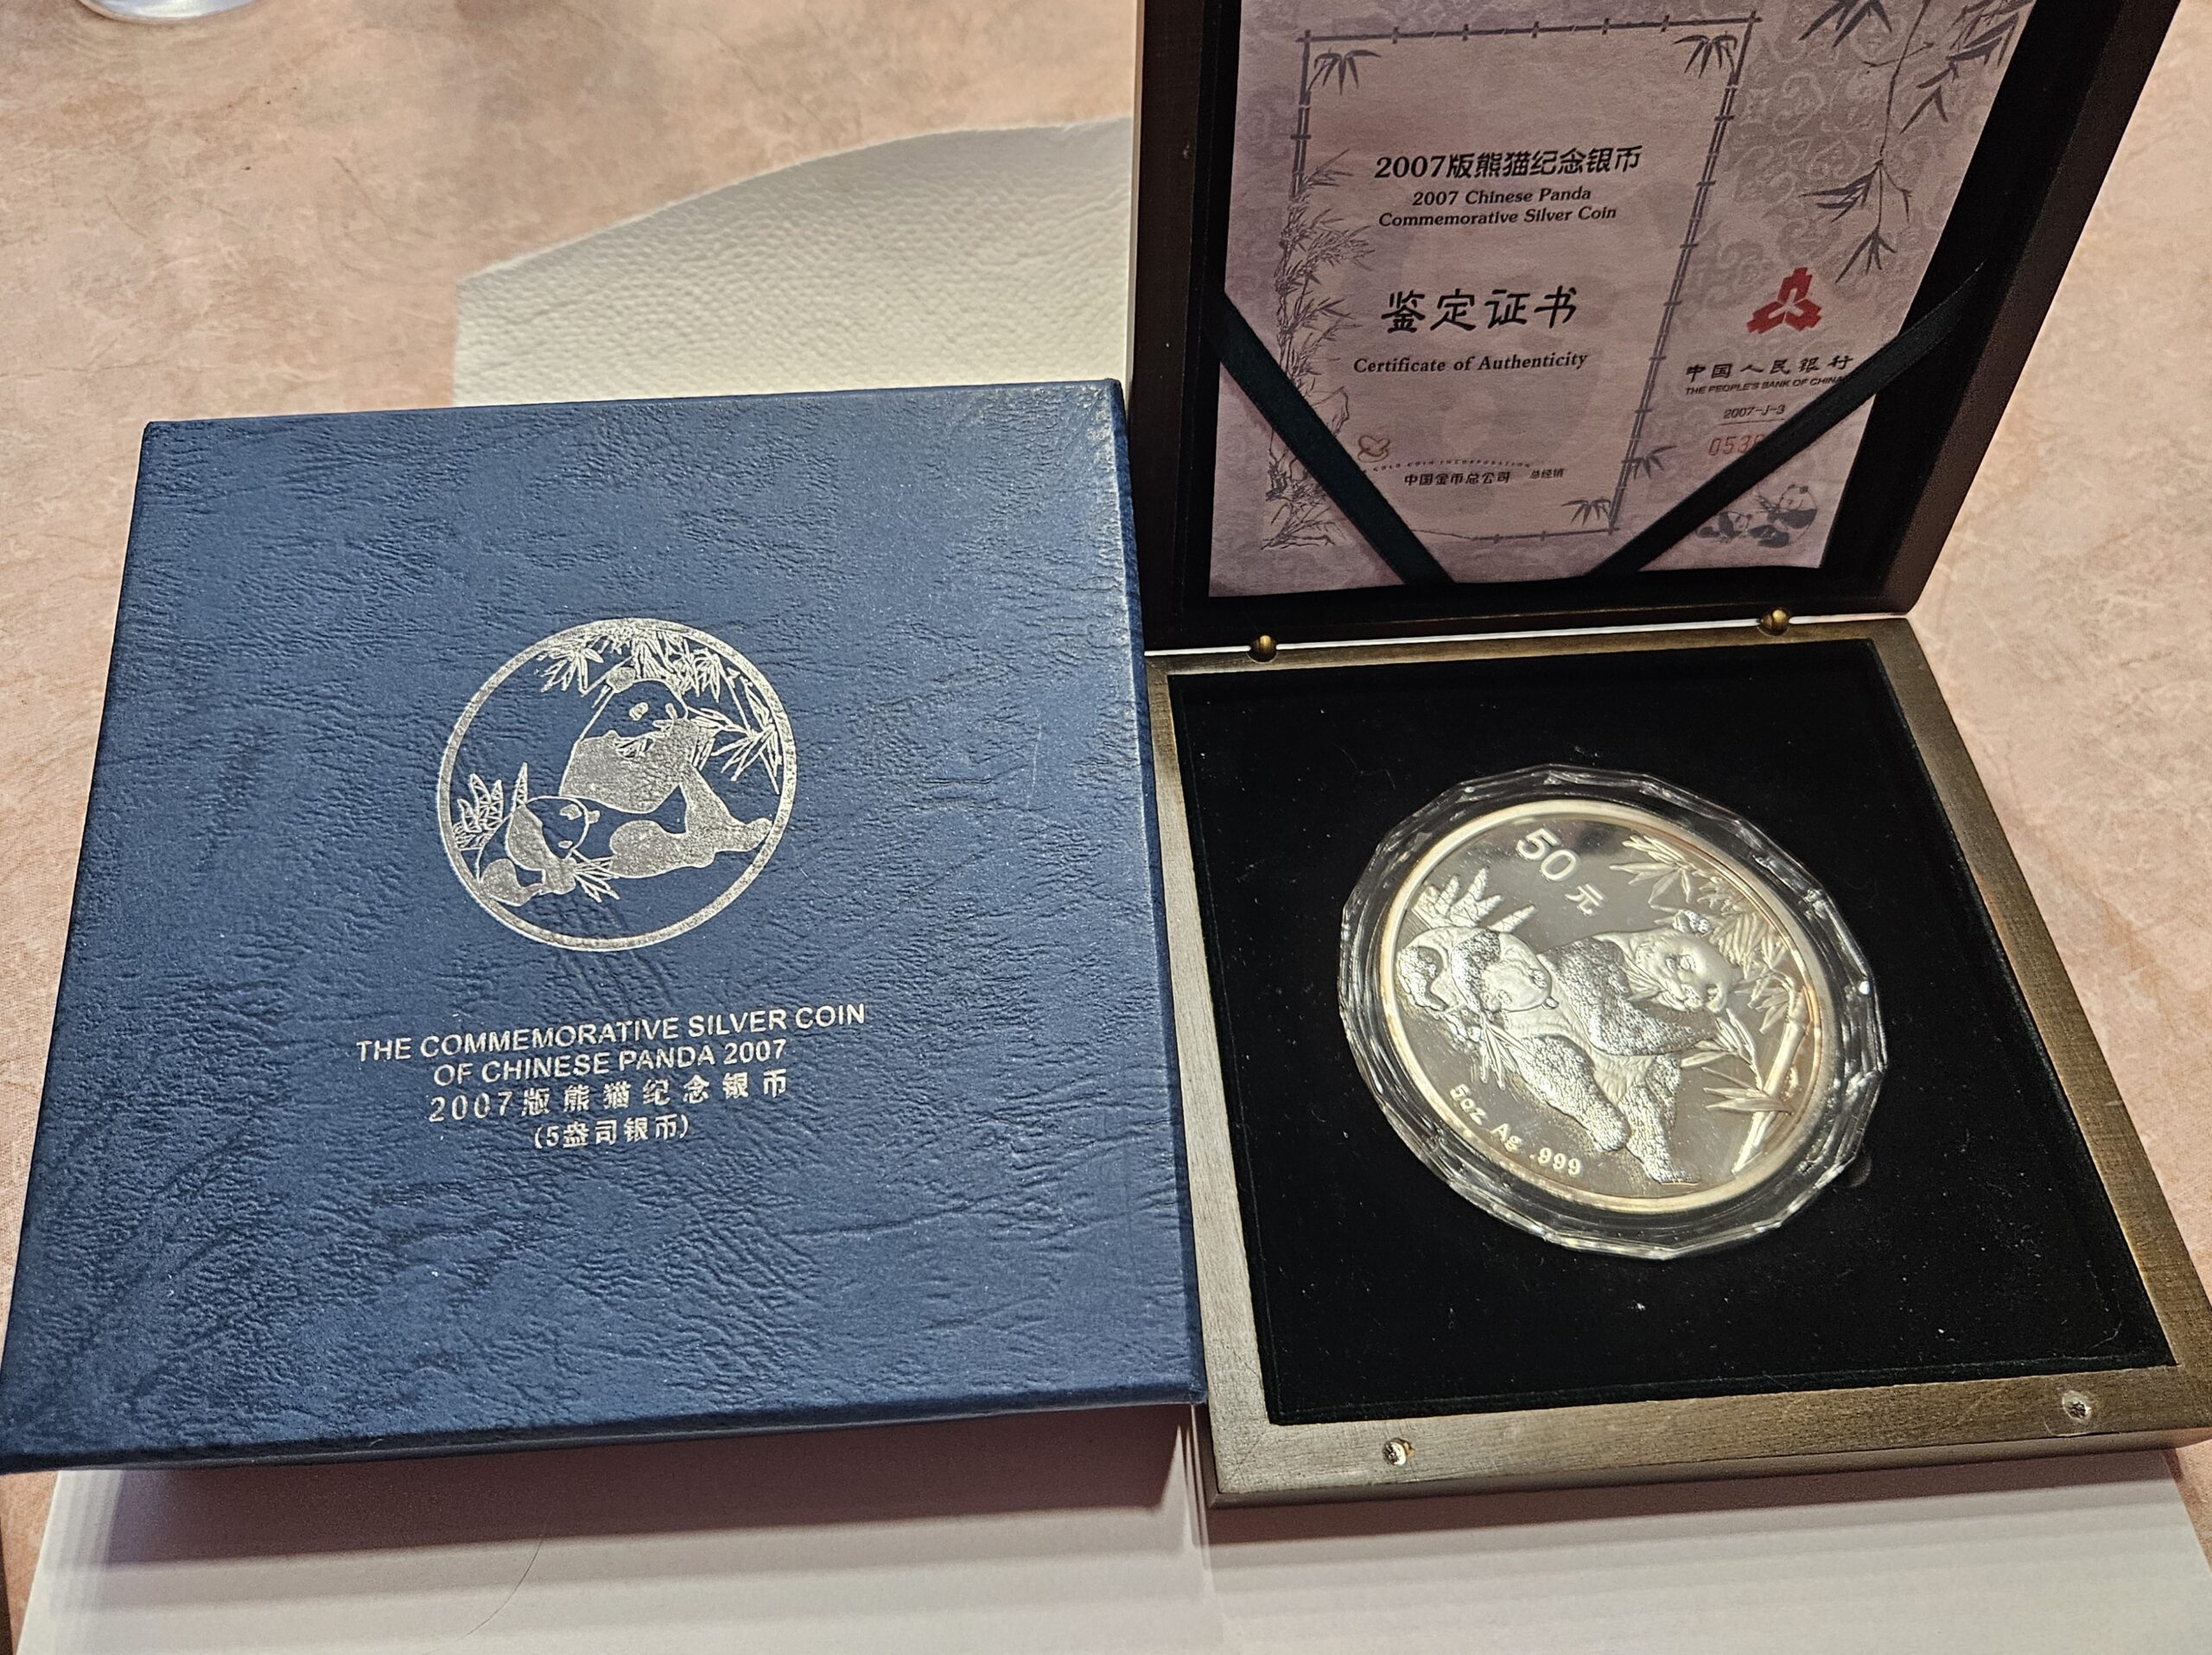 THE COMMEMORATIVE SILVER COIN
OF CHINESE PANDA 2007
2007版熊猫纪念银币
(5盎司银币)
2007版熊猫纪念银币
2007 Chinese Panda
Commemorative Silver Coin
鉴定证书
Certificate of Authenticity
GOLD COIN INCORPORATION
中国金币总公司 总经销
中国人民银行
THE PEOPLE'S BANK OF CHINA
2007-J-3
50元
5oz Ag .999